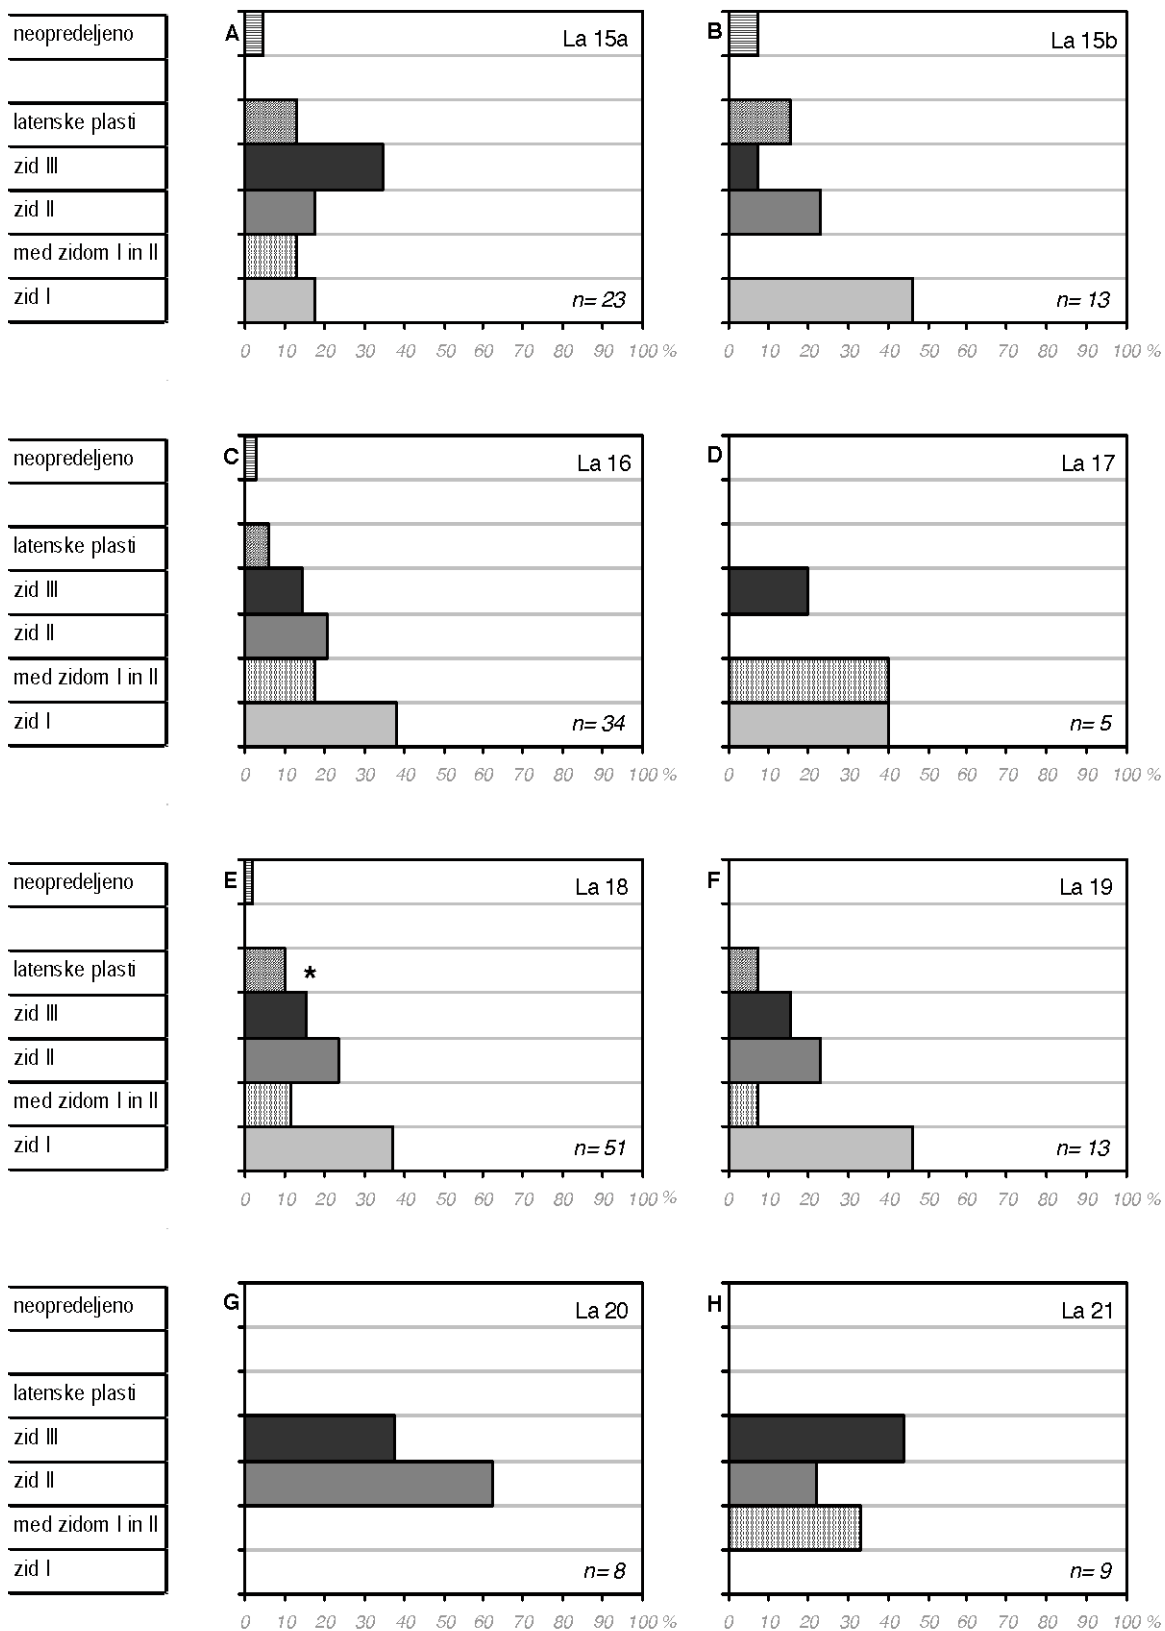 neopredeljeno A La 15a B La 15b
latenske plasti
zid III
zid II
med zidom I in II
zid I n= 23 n= 13
0 10 20 30 40 50 60 70 80 90 100 % 0 10 20 30 40 50 60 70 80 90 100 %
neopredeljeno C La 16 D La 17
latenske plasti
zid III
zid II
med zidom I in II
zid I n= 34 n= 5
0 10 20 30 40 50 60 70 80 90 100 % 0 10 20 30 40 50 60 70 80 90 100 %
neopredeljeno E La 18 F La 19
latenske plasti *
zid III
zid II
med zidom I in II
zid I n= 51 n= 13
0 10 20 30 40 50 60 70 80 90 100 % 0 10 20 30 40 50 60 70 80 90 100 %
neopredeljeno G La 20 H La 21
latenske plasti
zid III
zid II
med zidom I in II
zid I n= 8 n= 9
0 10 20 30 40 50 60 70 80 90 100 % 0 10 20 30 40 50 60 70 80 90 100 %